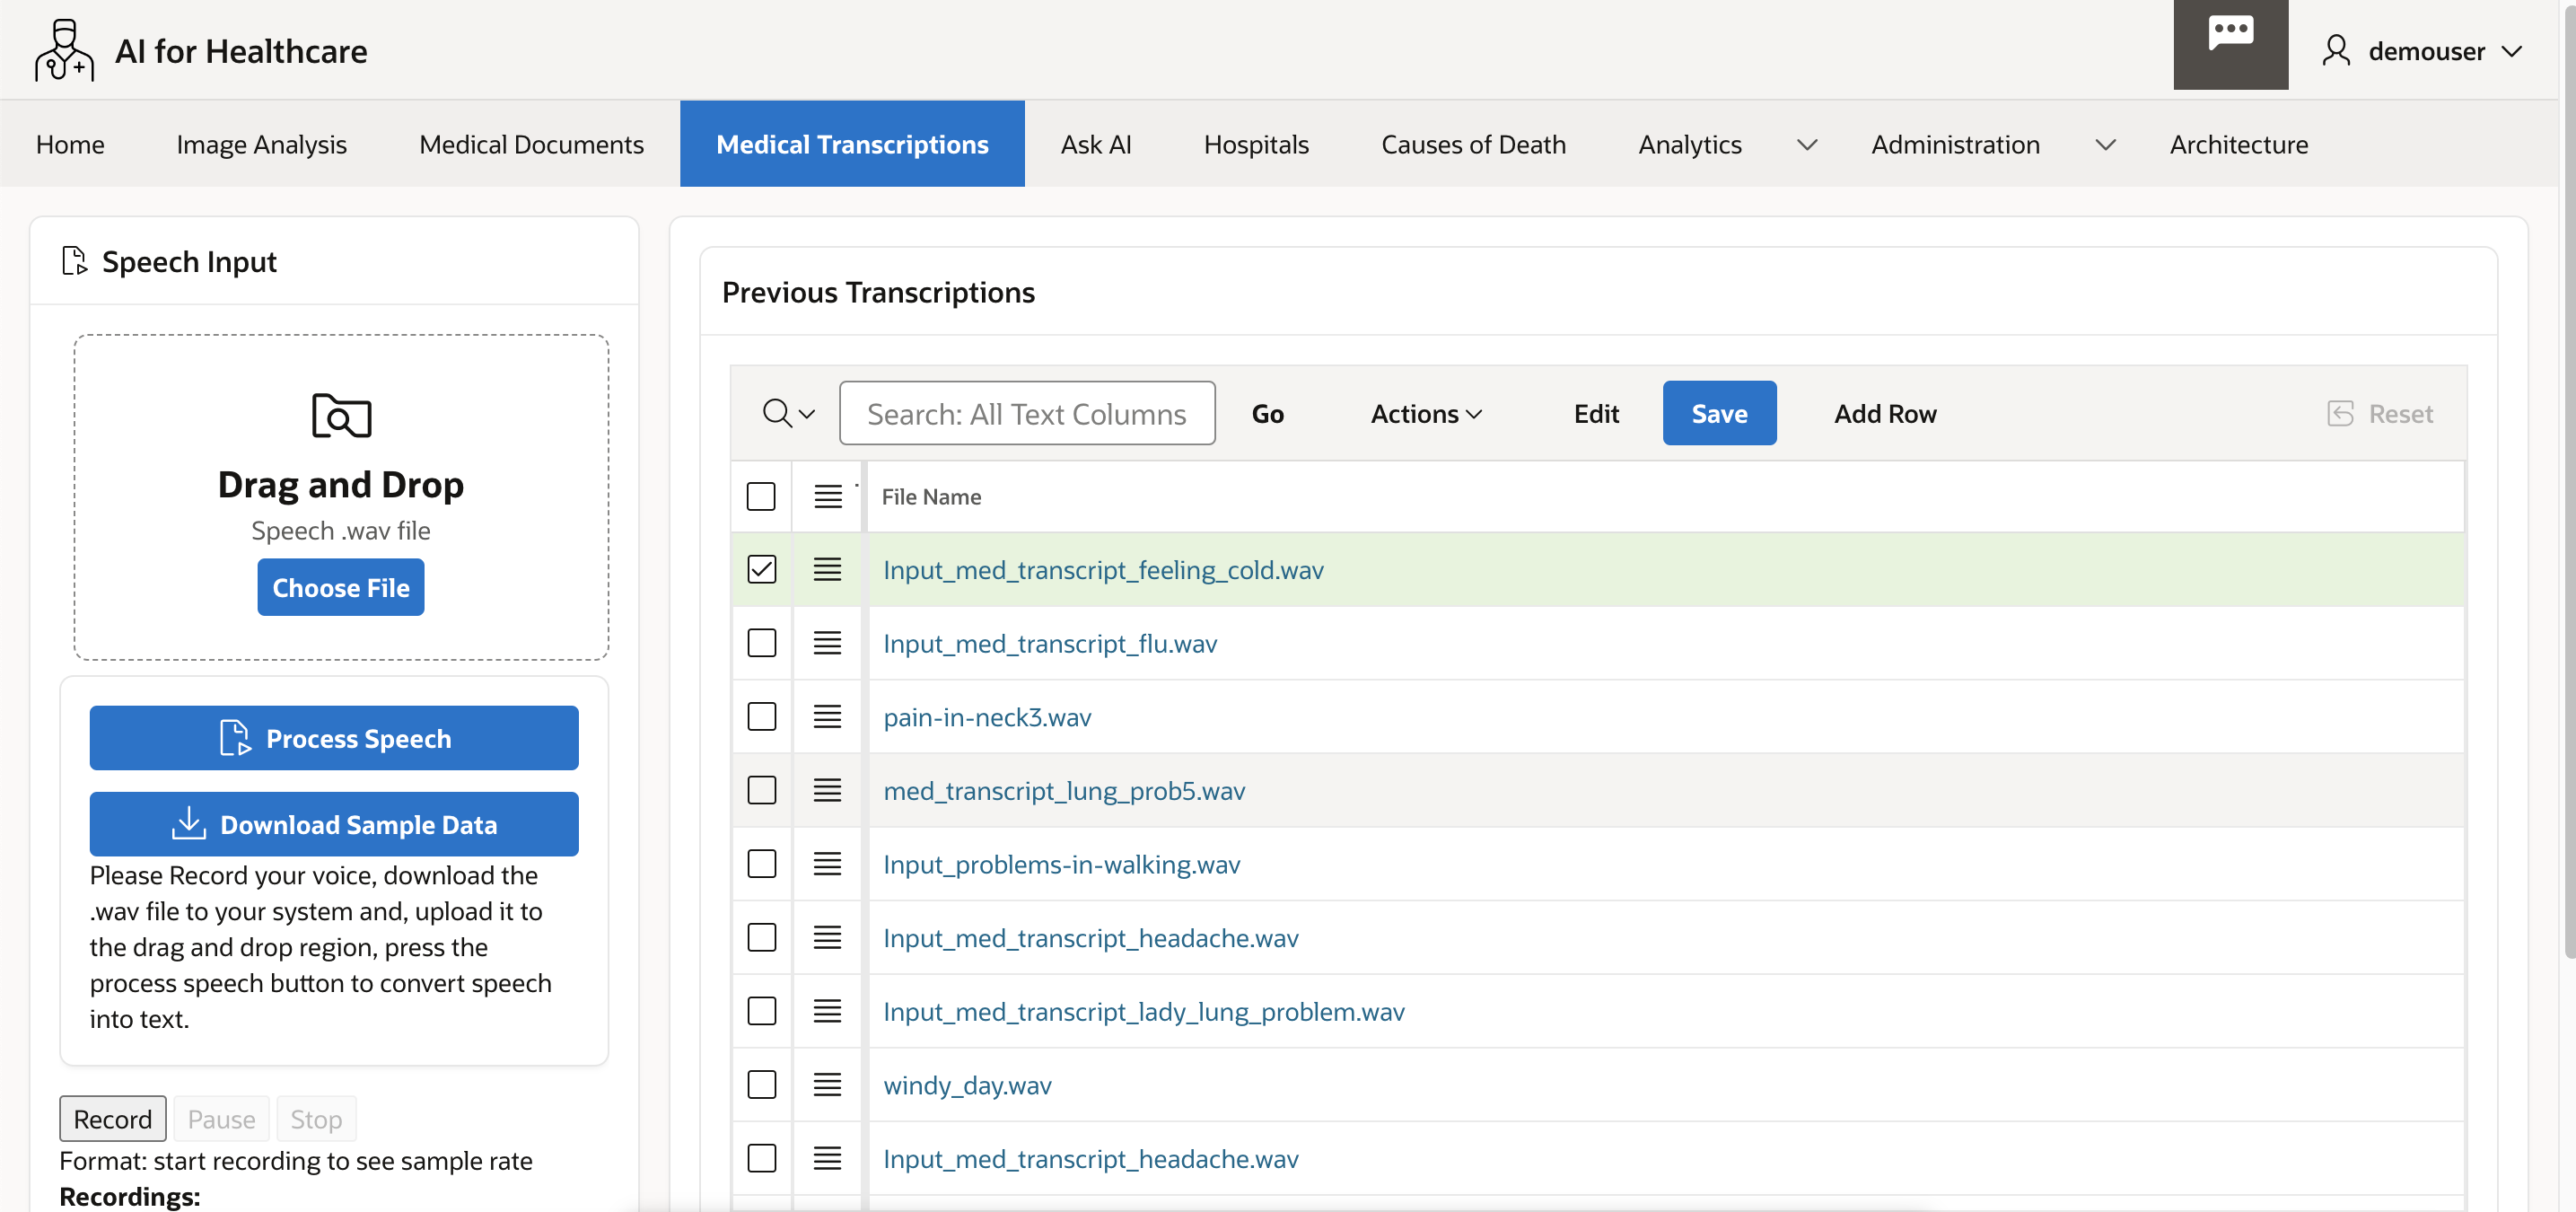 AI for Healthcare
demouser
Home
Image Analysis
Medical Documents
Medical Transcriptions
Ask AI
Hospitals
Causes of Death
Analytics
Administration
Architecture
Speech Input
Drag and Drop
Speech .wav file
Choose File
Process Speech
Download Sample Data
Please Record your voice, download the
.wav file to your system and, upload it to
the drag and drop region, press the
process speech button to convert speech
into text.
Record
Pause
Stop
Format: start recording to see sample rate
Recordings:
Previous Transcriptions
Search: All Text Columns
Go
Actions
Edit
Save
Add Row
Reset
File Name
Input_med_transcript_feeling_cold.wav
Input_med_transcript_flu.wav
pain-in-neck3.wav
med_transcript_lung_prob5.wav
Input_problems-in-walking.wav
Input_med_transcript_headache.wav
Input_med_transcript_lady_lung_problem.wav
windy_day.wav
Input_med_transcript_headache.wav